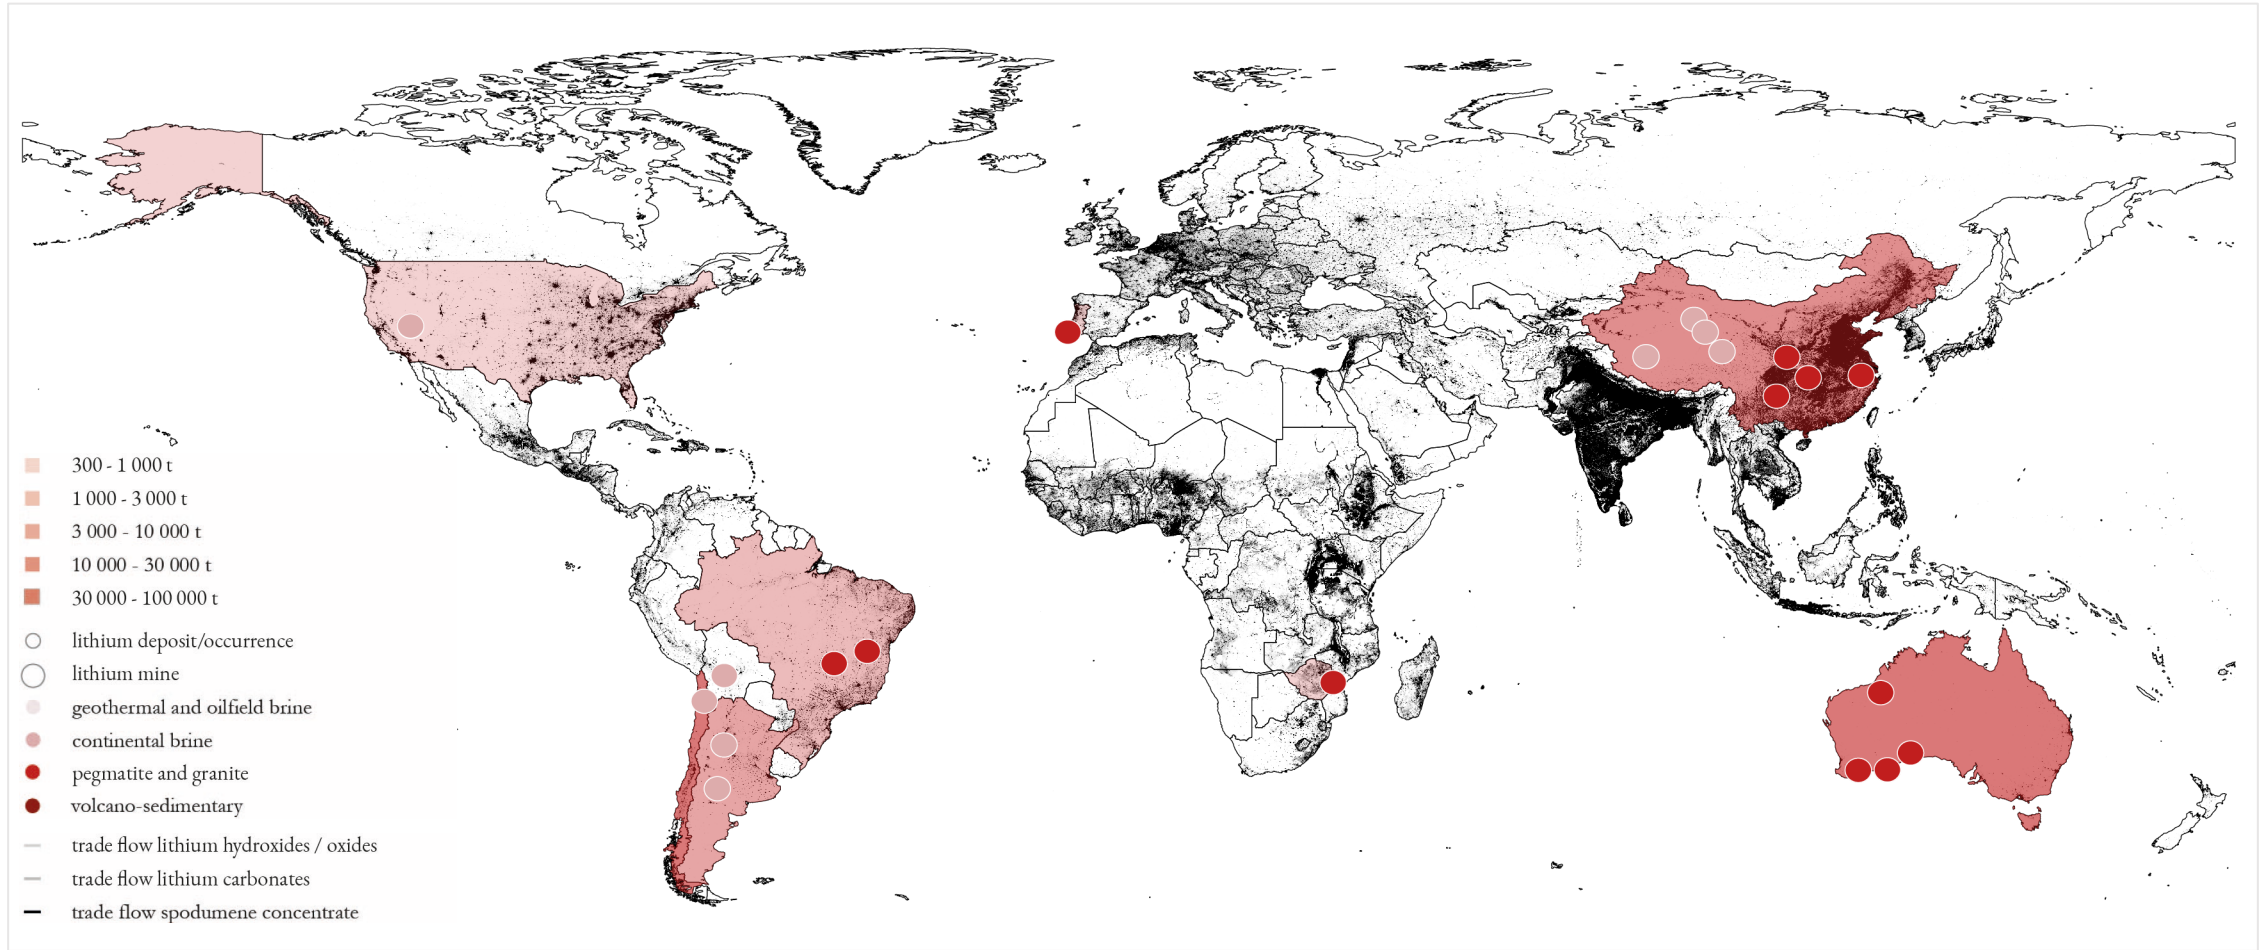 300 - 1 000 t
1 000 - 3 000 t
3 000 - 10 000 t
10 000 - 30 000 t
30 000 - 100 000 t
lithium deposit/occurrence
lithium mine
geothermal and oilfield brine
continental brine
pegmatite and granite
volcano-sedimentary
trade flow lithium hydroxides / oxides
trade flow lithium carbonates
trade flow spodumene concentrate